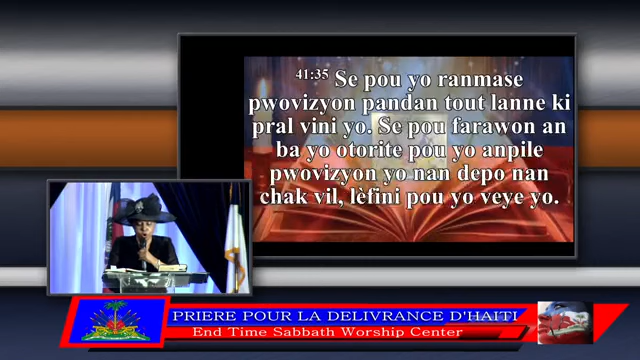 41:35 Se pou yo ranmase
pwovizyon pandan tout lanne ki
pral vini yo. Se pou farawon an
ba yo otorite pou yo anpile
pwovizyon yo nan depo nan
chak vil, lèfini pou yo veye yo.
PRIERE POUR LA DELIVRANCE D'HAITI
End Time Sabbath Worship Center